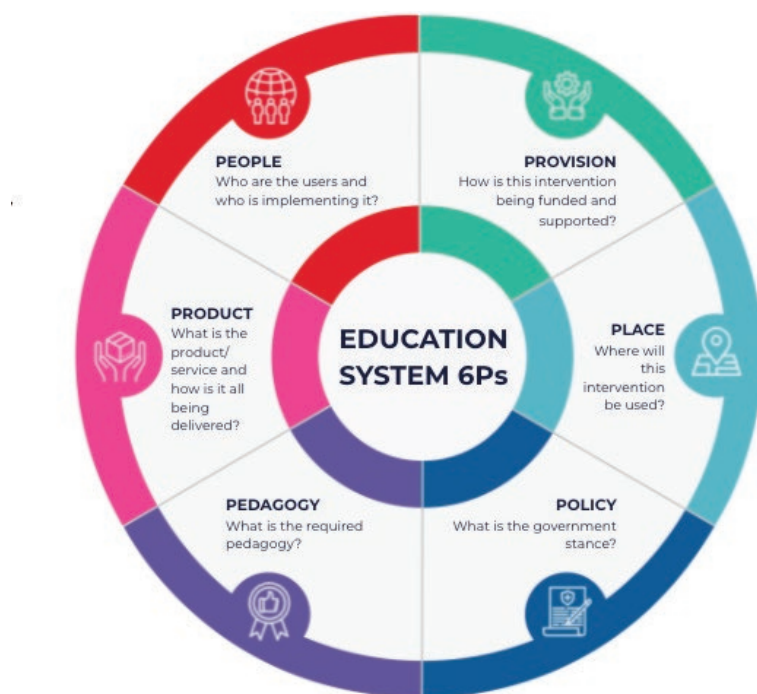 PEOPLE
Who are the users and
who is implementing it?
PROVISION
How is this intervention
being funded and
supported?
PRODUCT
What is the
product/
service and
how is it all
being
delivered?
EDUCATION
SYSTEM 6Ps
PLACE
Where will
this
intervention
be used?
PEDAGOGY
What is the required
pedagogy?
POLICY
What is the government
stance?